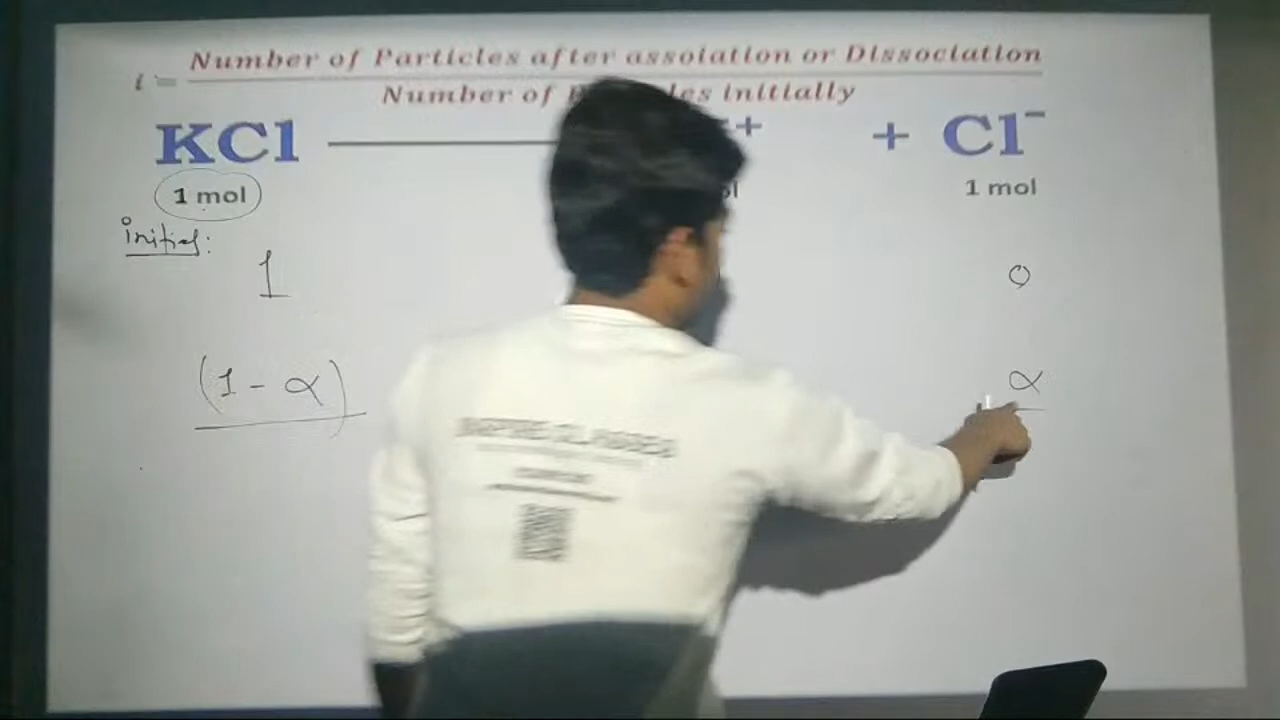 Number of Particles after assoiation or Dissociation
i =
Number of les initially
KCl + + Cl⁻
1 mol 1 mol
initial:
1 0
(1 - α) α